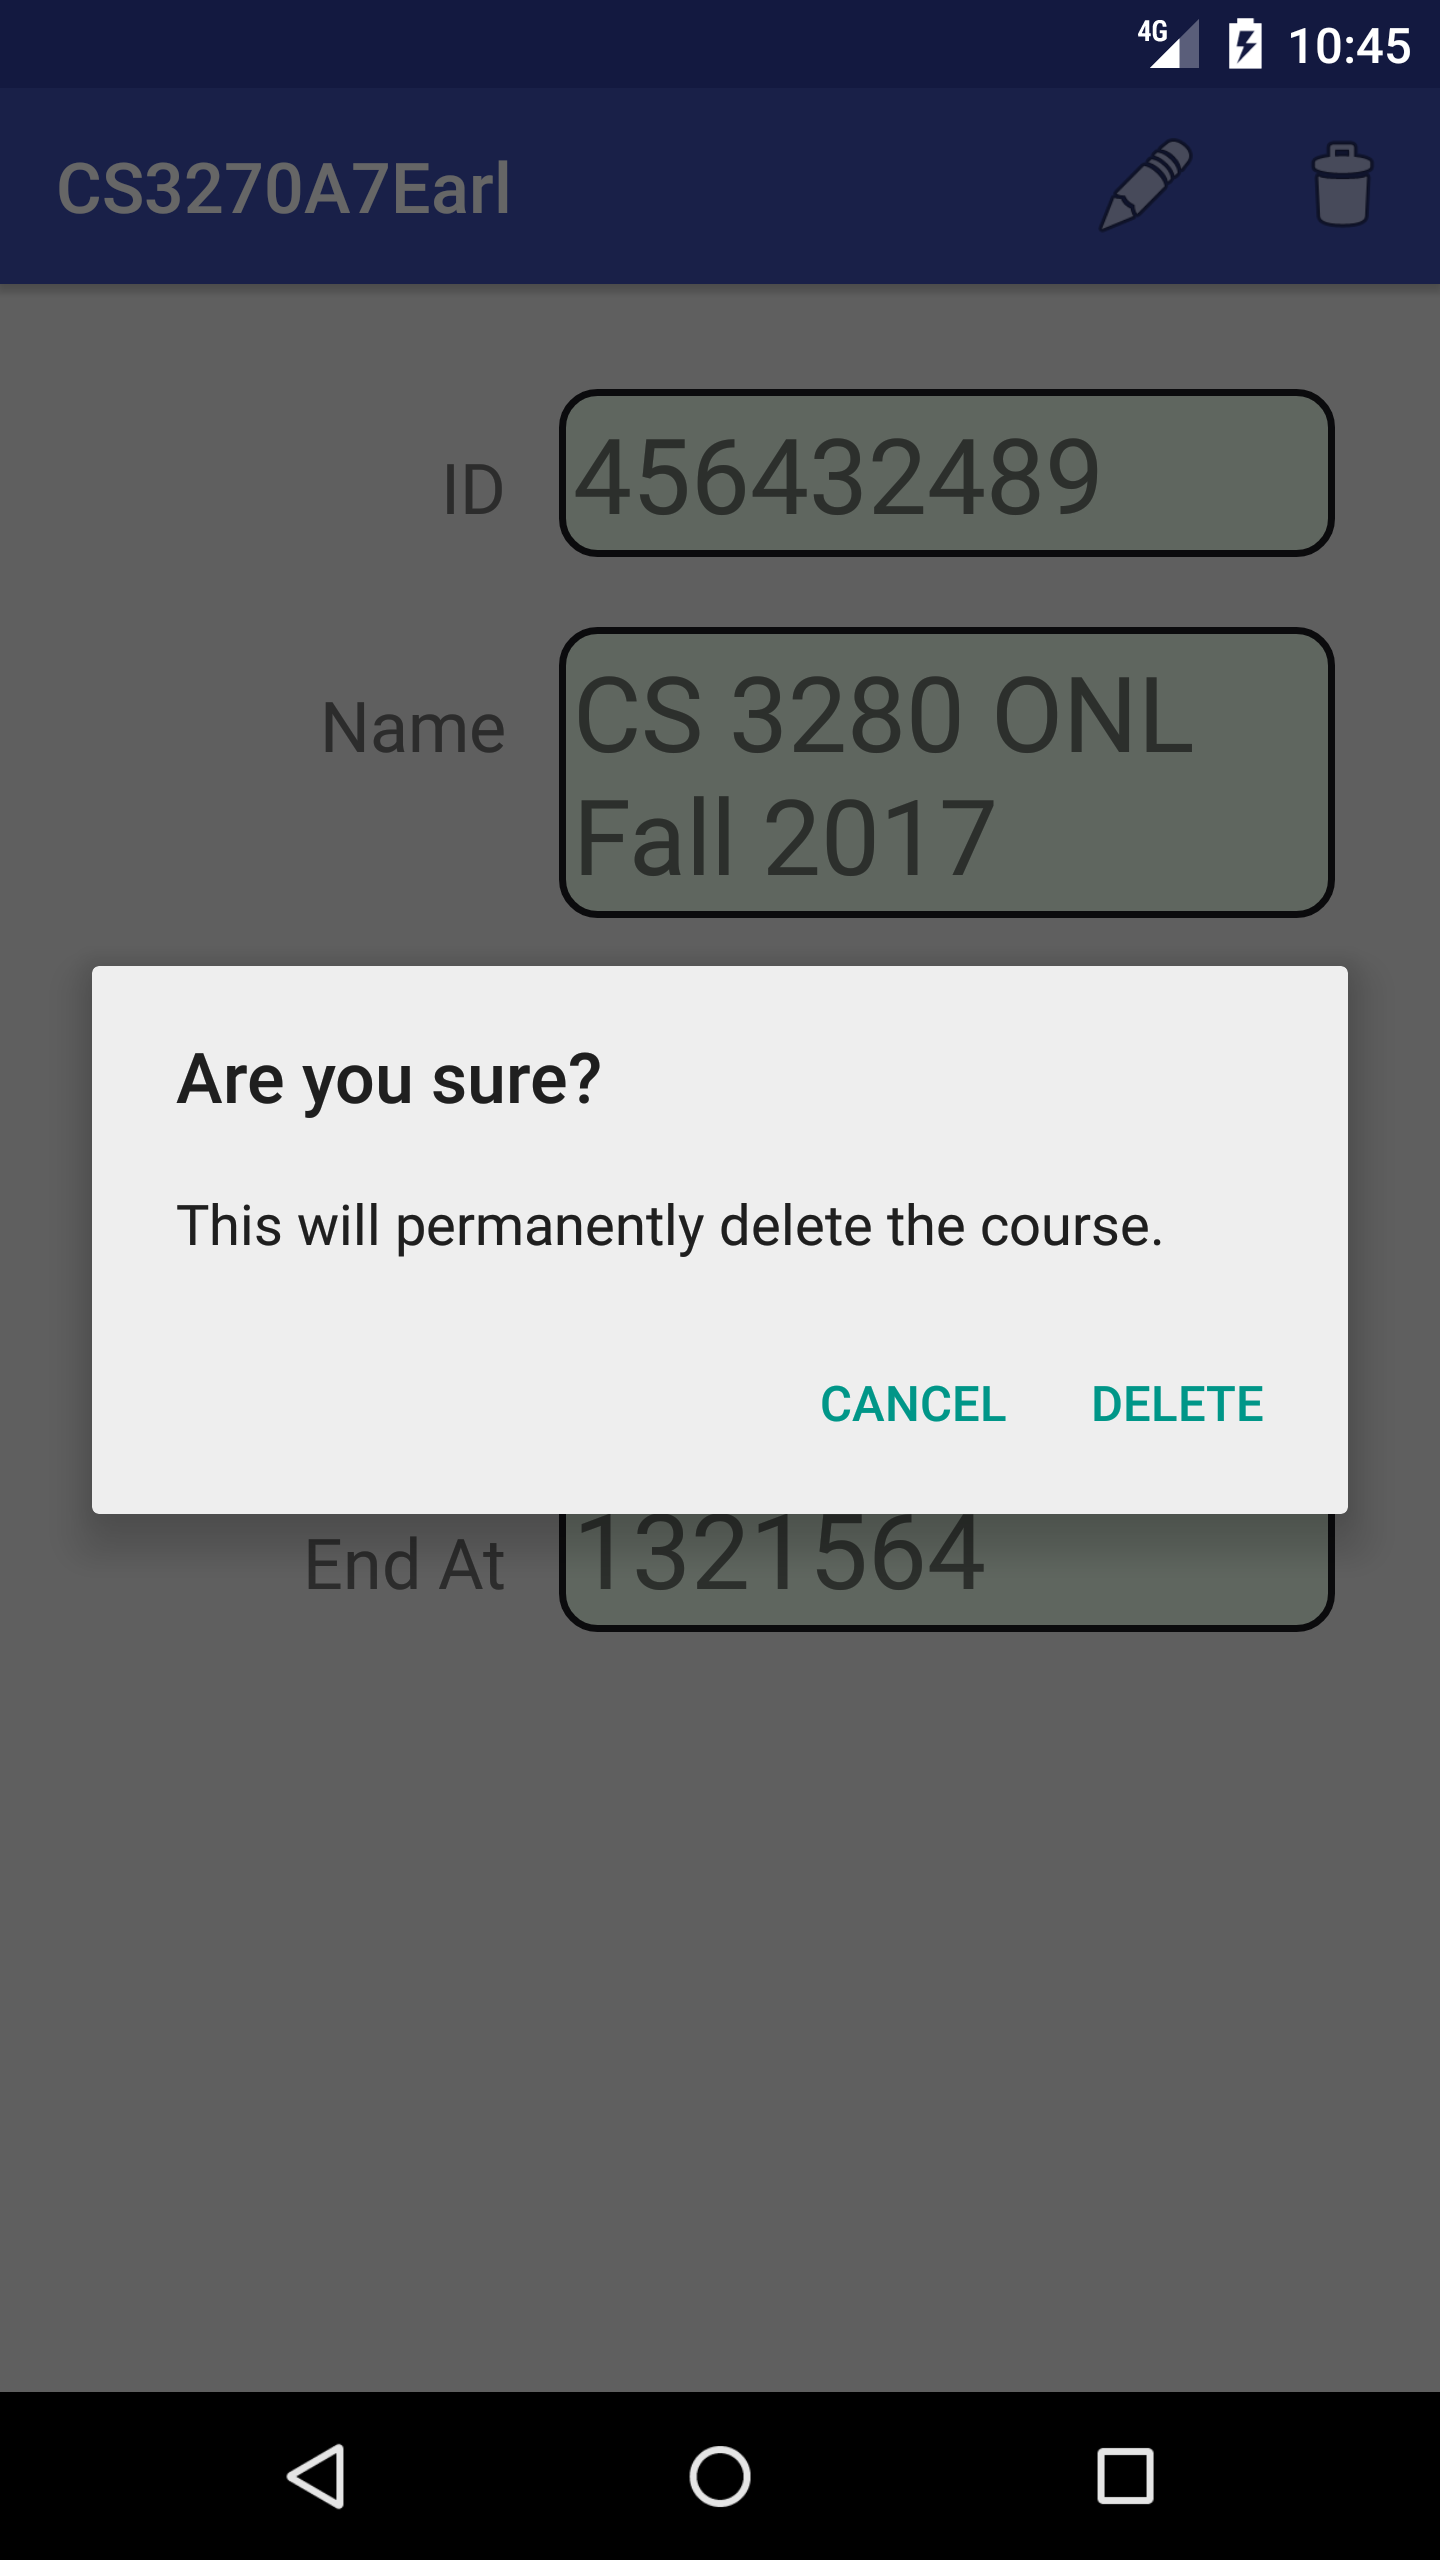 4G 10:45
CS3270A7Earl
ID 456432489
Name CS 3280 ONL
Fall 2017
Are you sure?
This will permanently delete the course.
CANCEL DELETE
End At 1321564